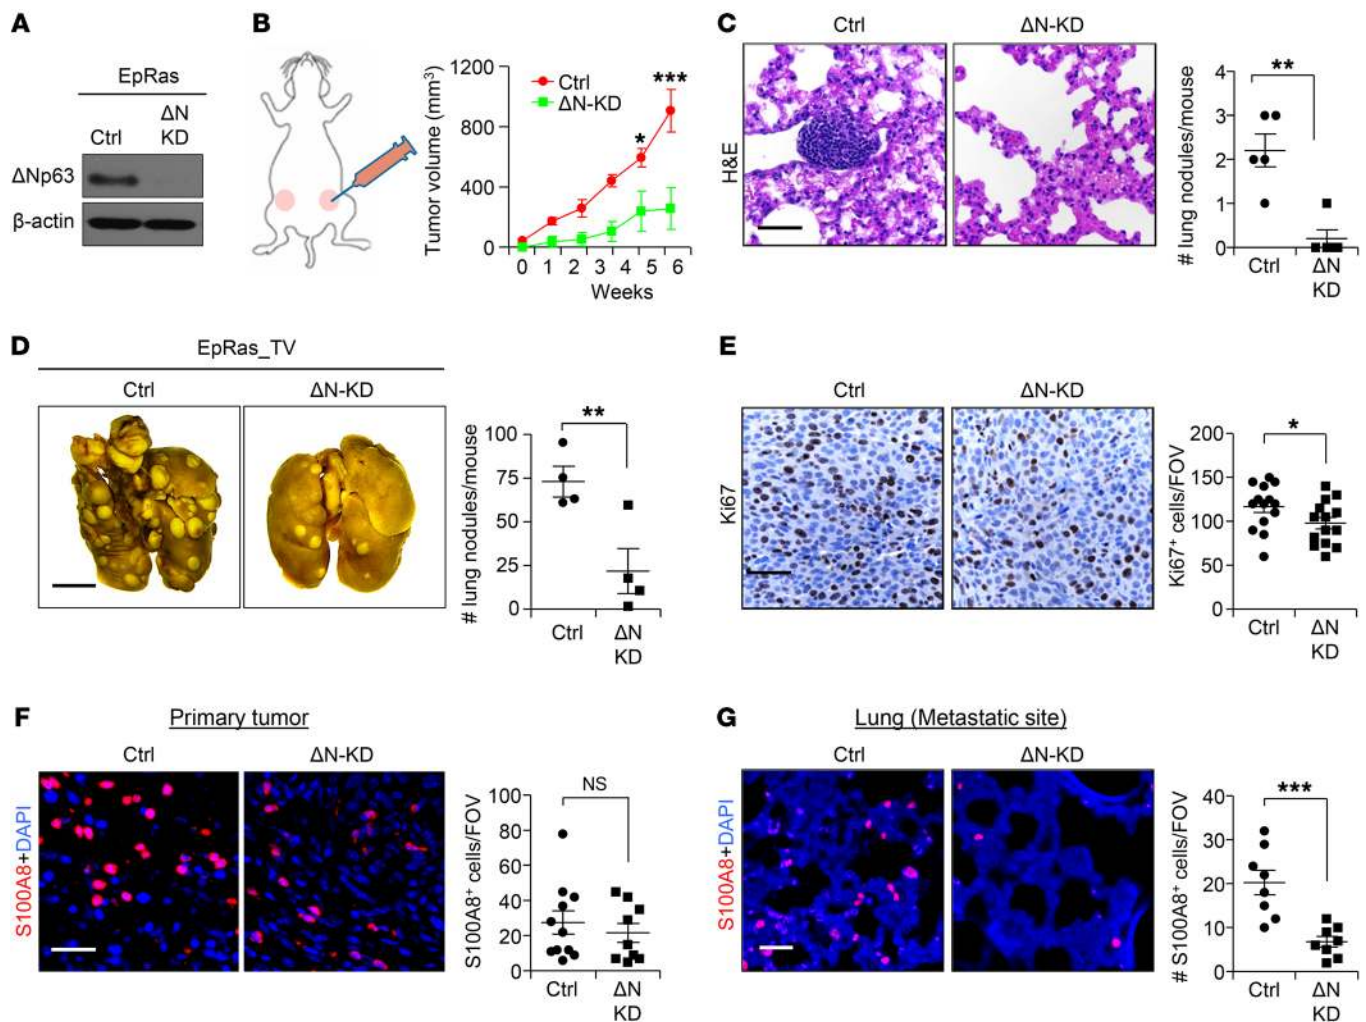 A
EpRas
Ctrl
ΔN
KD
ΔNp63
β-actin
B
Tumor volume (mm³)
1200
800
400
0
Ctrl
ΔN-KD
*
***
0 1 2 3 4 5 6
Weeks
C
Ctrl
ΔN-KD
H&E
# lung nodules/mouse
4
3
2
1
0
**
Ctrl
ΔN
KD
D
EpRas_TV
Ctrl
ΔN-KD
# lung nodules/mouse
100
75
50
25
0
**
Ctrl
ΔN
KD
E
Ctrl
ΔN-KD
Ki67
Ki67⁺ cells/FOV
200
150
100
50
0
*
Ctrl
ΔN
KD
F
Primary tumor
Ctrl
ΔN-KD
S100A8+DAPI
S100A8⁺ cells/FOV
100
80
60
40
20
0
NS
Ctrl
ΔN
KD
G
Lung (Metastatic site)
Ctrl
ΔN-KD
S100A8+DAPI
# S100A8⁺ cells/FOV
40
30
20
10
0
***
Ctrl
ΔN
KD